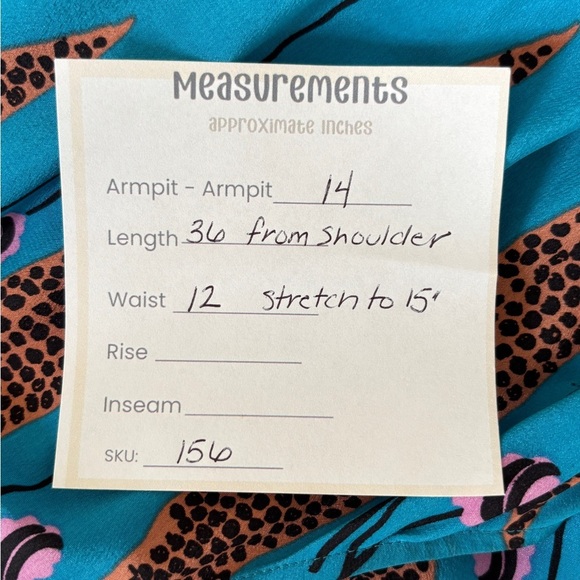 Measurements
approximate inches
Armpit - Armpit 14
Length 36 from shoulder
Waist 12 stretch to 15"
Rise
Inseam
SKU: 156